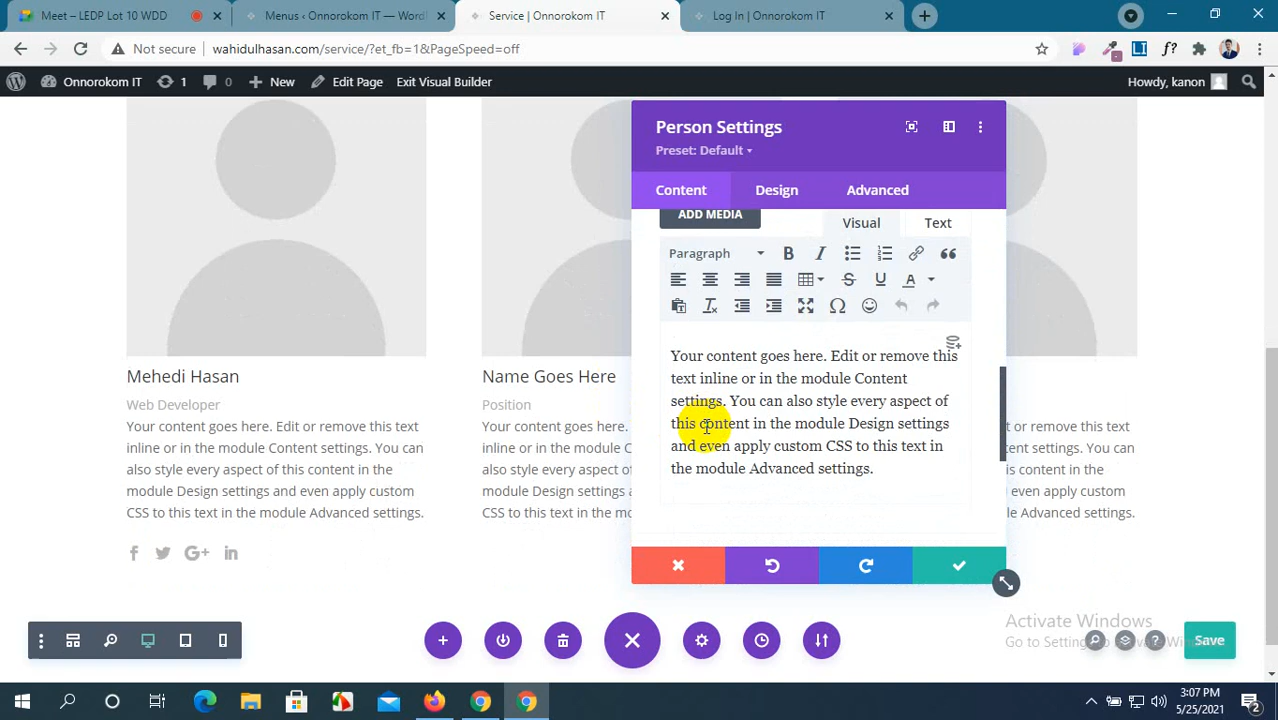 Meet – LEDP Lot 10 WDD
Menus ‹ Onnorokom IT — Word
Service | Onnorokom IT
Log In | Onnorokom IT
Not secure
wahidulhasan.com/service/?et_fb=1&PageSpeed=off
Onnorokom IT
1
0
New
Edit Page
Exit Visual Builder
Howdy, kanon
Person Settings
Preset: Default
Content
Design
Advanced
ADD MEDIA
Visual
Text
Paragraph
Your content goes here. Edit or remove this
text inline or in the module Content
settings. You can also style every aspect of
this content in the module Design settings
and even apply custom CSS to this text in
the module Advanced settings.
Mehedi Hasan
Web Developer
Your content goes here. Edit or remove this text
inline or in the module Content settings. You can
also style every aspect of this content in the
module Design settings and even apply custom
CSS to this text in the module Advanced settings.
Name Goes Here
Position
Your content goes here.
inline or in the module
also style every aspect
module Design settings
CSS to this text in the m
remove this text
settings. You can
content in the
apply custom
anced settings.
Activate Windows
Go to Settings to Activate Win
Save
3:07 PM
5/25/2021
2